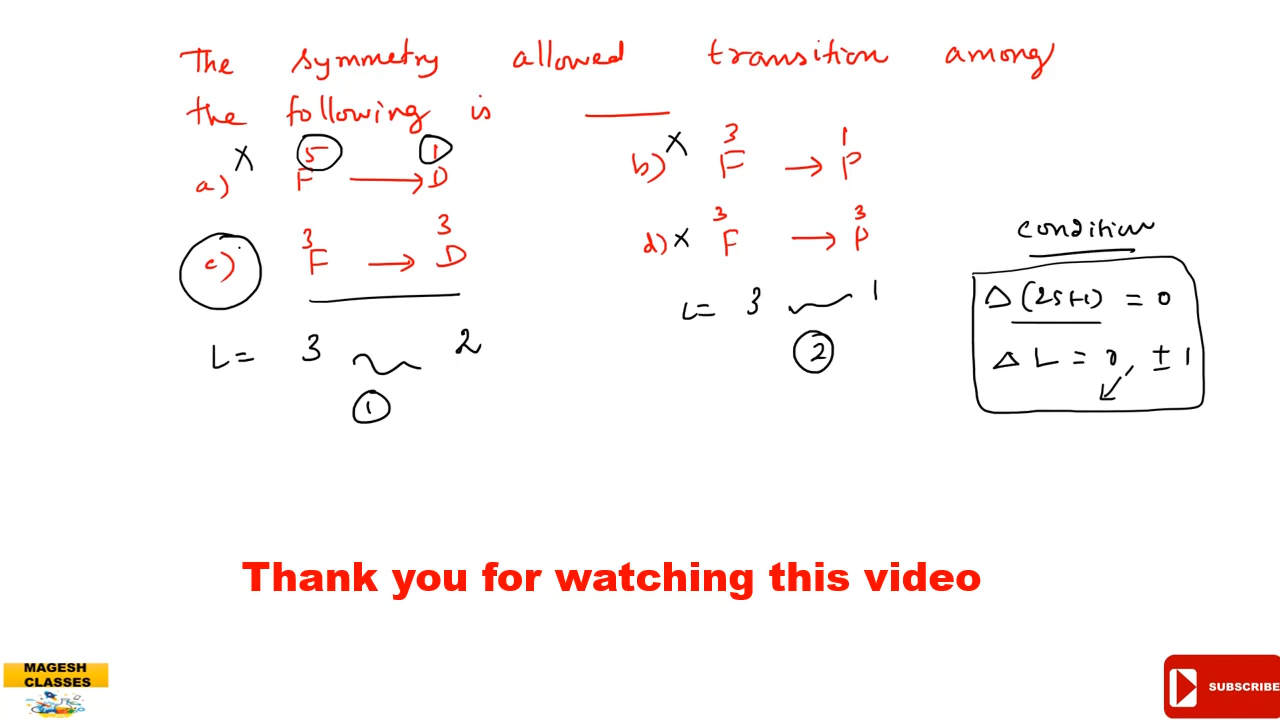 The symmetry allowed transition among
the following is ____
a) X ⁵F → ¹D
b) X ³F → ¹P
c) ³F → ³D
d) X ³F → ³P
L = 3 2
1
L = 3 1
2
condition
Δ (2S+1) = 0
Δ L = 0, ± 1
Thank you for watching this video
MAGESH
CLASSES
SUBSCRIBE